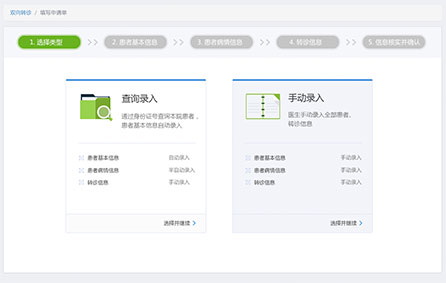 双向转诊 / 填写申请单
1. 选择类型
2. 患者基本信息
3. 患者病情信息
4. 转诊信息
5. 信息核实并确认
查询录入
通过身份证号查询本院患者，
患者基本信息自动录入
患者基本信息 自动录入
患者病情信息 半自动录入
转诊信息 手动录入
选择并继续
手动录入
医生手动录入全部患者，
转诊信息
患者基本信息 手动录入
患者病情信息 手动录入
转诊信息 手动录入
选择并继续